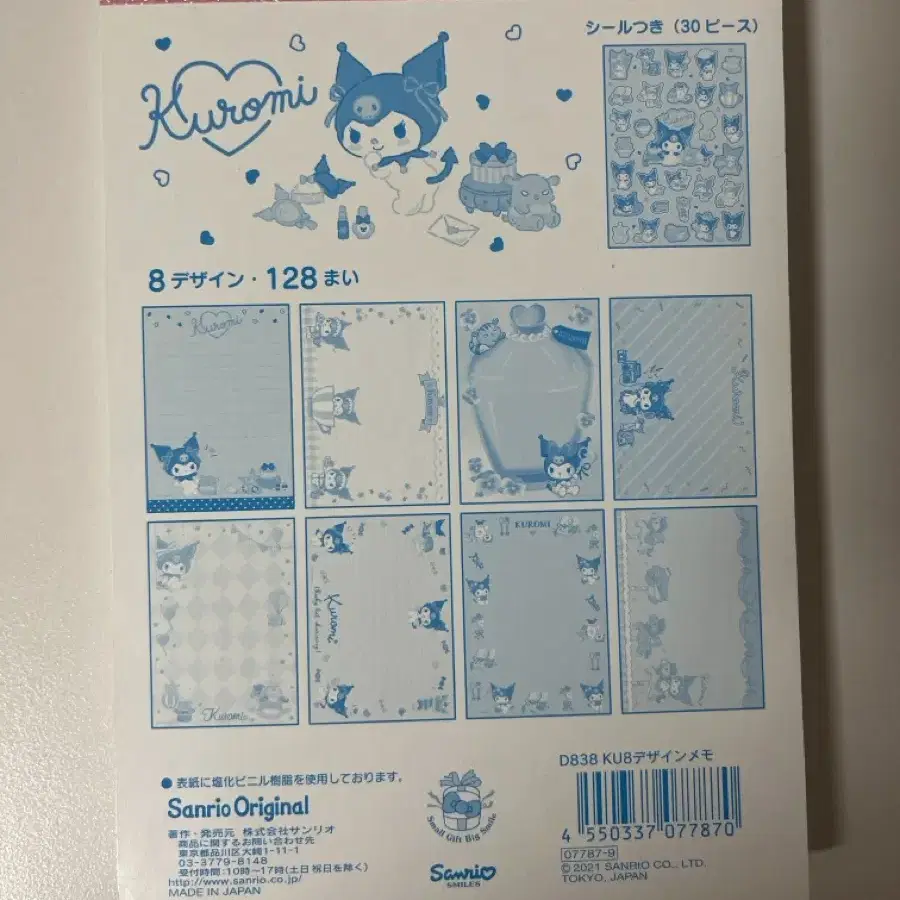 シールつき（30ピース）
Kuromi
8デザイン・128まい
Kuromi
Kuromi
KUROMI
Kuromi
Kuromi
● 表紙に塩化ビニル樹脂を使用しております。
Sanrio Original
著作・発売元 株式会社サンリオ
商品に関するお問い合わせ先
東京都品川区大崎1-11-1
03-3779-8148
受付時間:10時〜17時(土日祝日を除く)
http://www.sanrio.co.jp/
MADE IN JAPAN
Small Gift Big Smile
Sanrio
SMILES
D838 KU8デザインメモ
4 550337 077870
07787-9
© 2021 SANRIO CO., LTD.
TOKYO, JAPAN